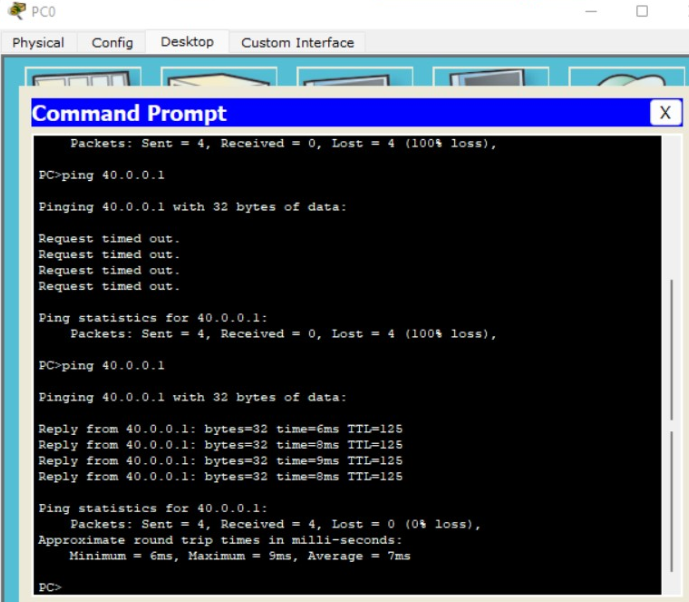 PC0
Physical Config Desktop Custom Interface
Command Prompt
X
Packets: Sent = 4, Received = 0, Lost = 4 (100% loss),
PC>ping 40.0.0.1
Pinging 40.0.0.1 with 32 bytes of data:
Request timed out.
Request timed out.
Request timed out.
Request timed out.
Ping statistics for 40.0.0.1:
Packets: Sent = 4, Received = 0, Lost = 4 (100% loss),
PC>ping 40.0.0.1
Pinging 40.0.0.1 with 32 bytes of data:
Reply from 40.0.0.1: bytes=32 time=6ms TTL=125
Reply from 40.0.0.1: bytes=32 time=8ms TTL=125
Reply from 40.0.0.1: bytes=32 time=9ms TTL=125
Reply from 40.0.0.1: bytes=32 time=8ms TTL=125
Ping statistics for 40.0.0.1:
Packets: Sent = 4, Received = 4, Lost = 0 (0% loss),
Approximate round trip times in milli-seconds:
Minimum = 6ms, Maximum = 9ms, Average = 7ms
PC>